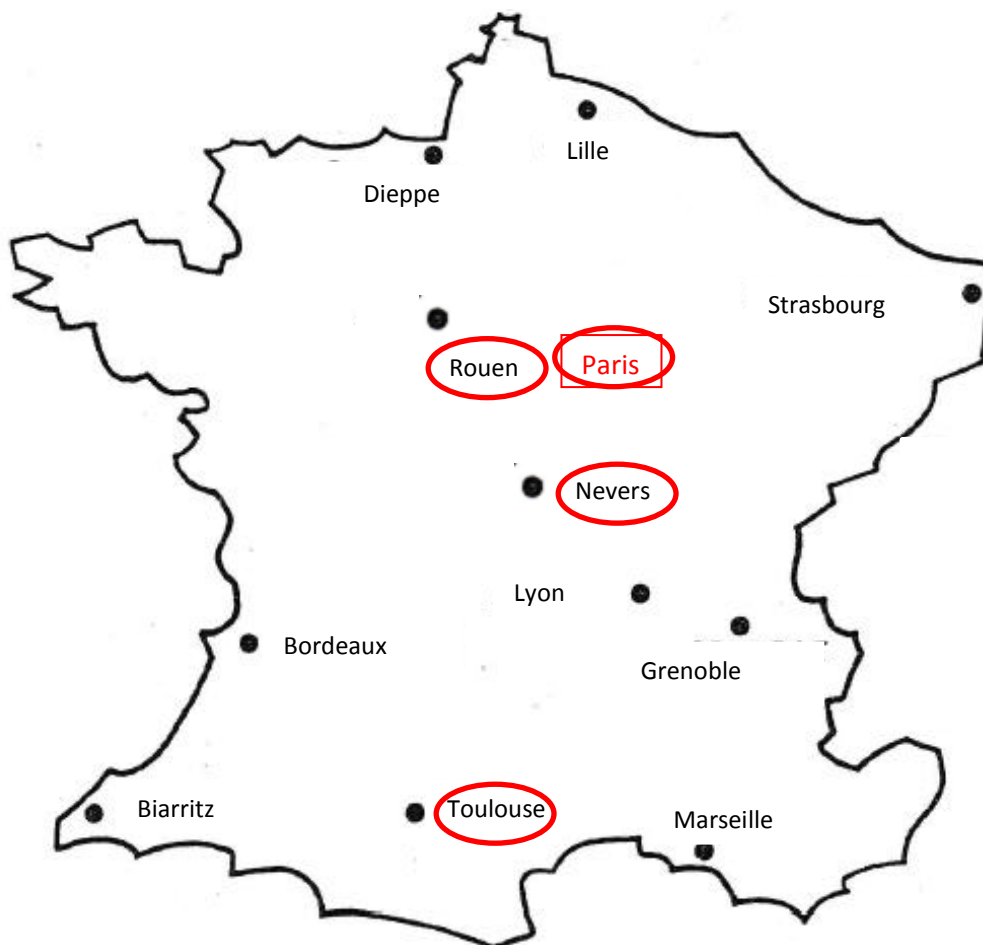 Lille
Dieppe
Strasbourg
Rouen
Paris
Nevers
Lyon
Bordeaux
Grenoble
Biarritz
Toulouse
Marseille